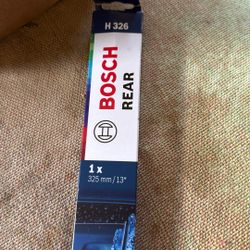 H 326
BOSCH
REAR
1 x
325 mm / 13"